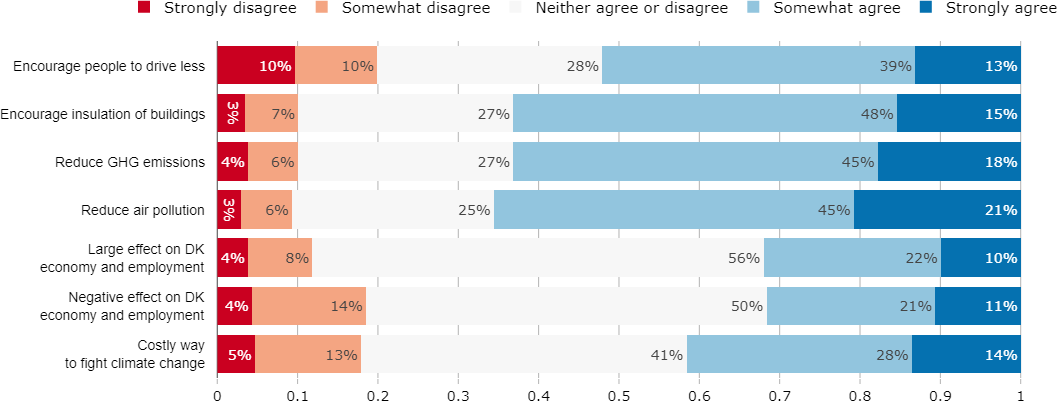 Strongly disagree Somewhat disagree Neither agree or disagree Somewhat agree Strongly agree
Encourage people to drive less 10% 10% 28% 39% 13%
Encourage insulation of buildings 3% 7% 27% 48% 15%
Reduce GHG emissions 4% 6% 27% 45% 18%
Reduce air pollution 3% 6% 25% 45% 21%
Large effect on DK
economy and employment 4% 8% 56% 22% 10%
Negative effect on DK
economy and employment 4% 14% 50% 21% 11%
Costly way
to fight climate change 5% 13% 41% 28% 14%
0 0.1 0.2 0.3 0.4 0.5 0.6 0.7 0.8 0.9 1